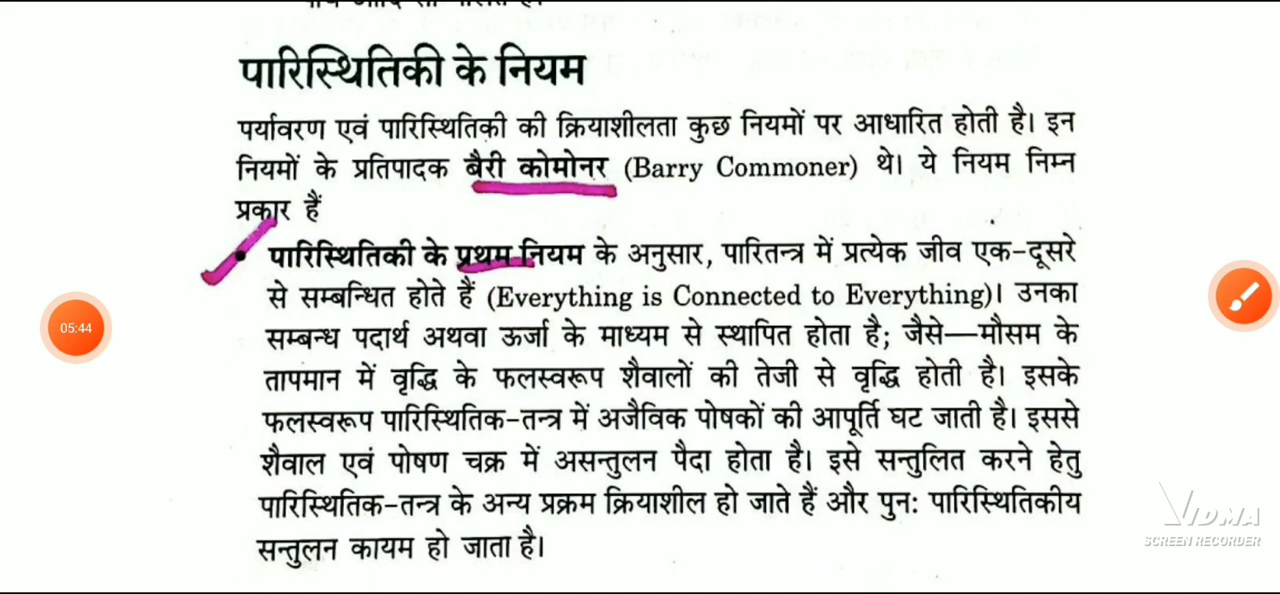 पारिस्थितिकी के नियम
पर्यावरण एवं पारिस्थितिकी की क्रियाशीलता कुछ नियमों पर आधारित होती है। इन
नियमों के प्रतिपादक बैरी कोमोनर (Barry Commoner) थे। ये नियम निम्न
प्रकार हैं
• पारिस्थितिकी के प्रथम नियम के अनुसार, पारितन्त्र में प्रत्येक जीव एक-दूसरे
से सम्बन्धित होते हैं (Everything is Connected to Everything)। उनका
सम्बन्ध पदार्थ अथवा ऊर्जा के माध्यम से स्थापित होता है; जैसे—मौसम के
05:44
तापमान में वृद्धि के फलस्वरूप शैवालों की तेजी से वृद्धि होती है। इसके
फलस्वरूप पारिस्थितिक-तन्त्र में अजैविक पोषकों की आपूर्ति घट जाती है। इससे
शैवाल एवं पोषण चक्र में असन्तुलन पैदा होता है। इसे सन्तुलित करने हेतु
पारिस्थितिक-तन्त्र के अन्य प्रक्रम क्रियाशील हो जाते हैं और पुन: पारिस्थितिकीय
सन्तुलन कायम हो जाता है।
VIDMA
SCREEN RECORDER